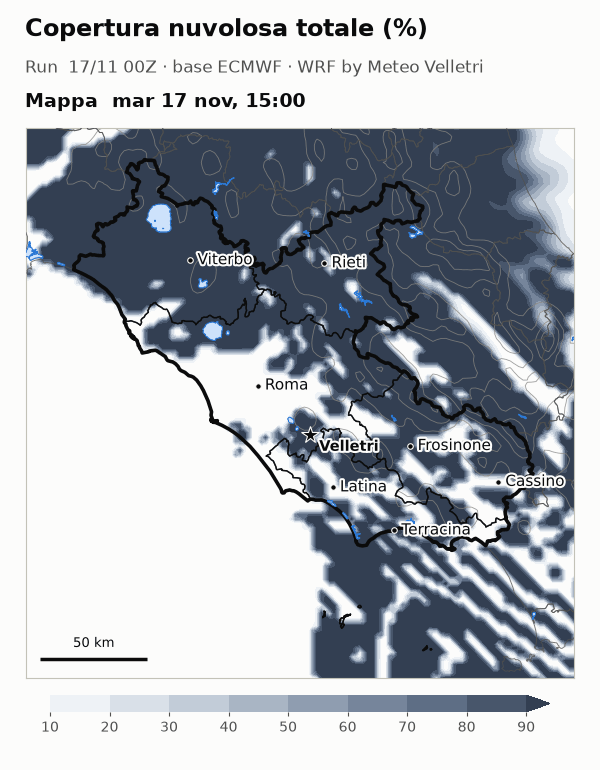 Copertura nuvolosa totale (%)
Run  17/11 00Z · base ECMWF · WRF by Meteo Velletri
Mappa  mar 17 nov, 15:00
Viterbo
Rieti
Roma
Velletri
Frosinone
Cassino
Latina
Terracina
50 km
10 20 30 40 50 60 70 80 90